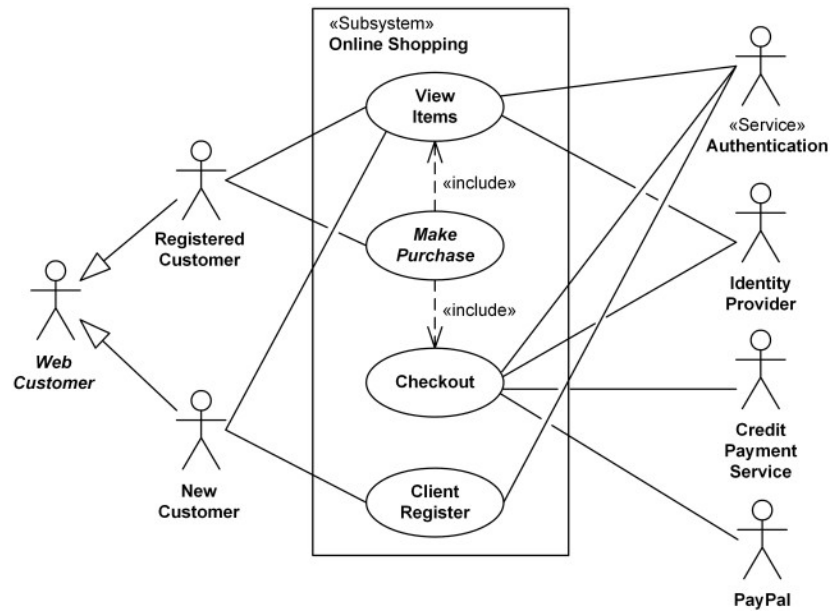 «Subsystem»
Online Shopping
View
Items
«Service»
Authentication
«include»
Registered
Customer
Make
Purchase
Identity
Provider
«include»
Web
Customer
Checkout
Credit
Payment
Service
New
Customer
Client
Register
PayPal